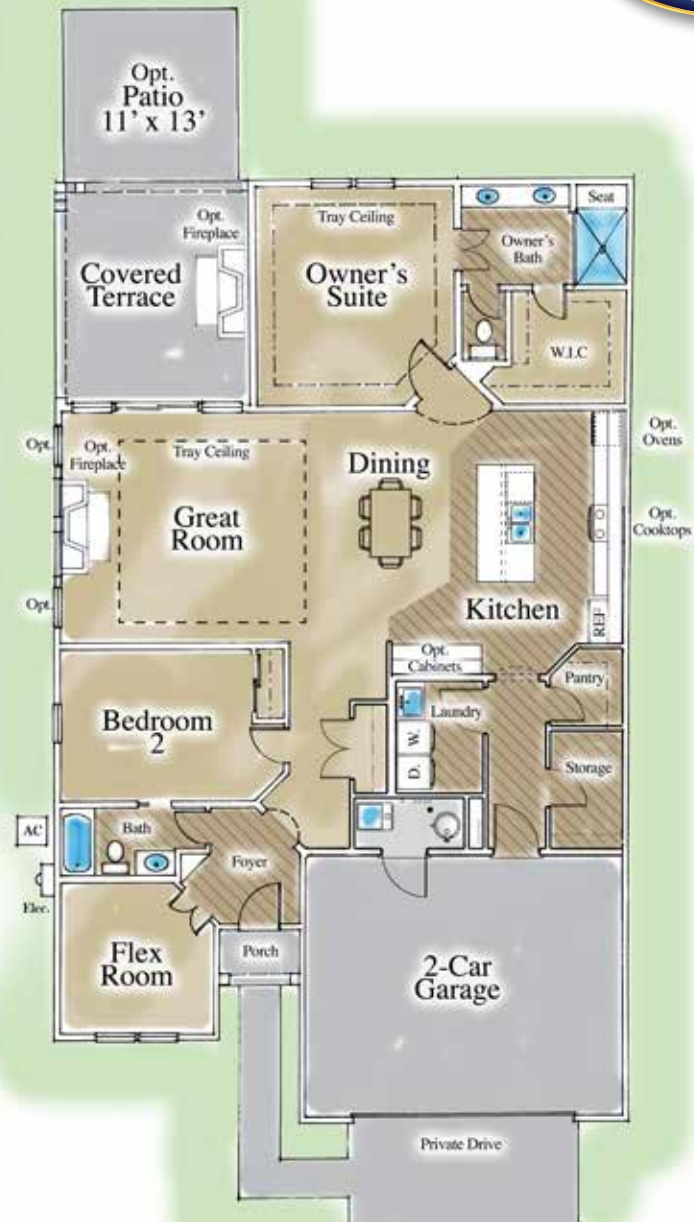 Opt.
Patio
11' x 13'
Opt.
Fireplace
Covered
Terrace
Tray Ceiling
Owner's
Suite
Owner's
Bath
Seat
W.I.C
Opt.
Opt.
Fireplace
Tray Ceiling
Great
Room
Opt.
Dining
Kitchen
Opt.
Ovens
Opt.
Cooktops
REF
Opt.
Cabinets
Pantry
Laundry
W.
D.
Storage
Bedroom
2
AC
Bath
Foyer
Elec.
Flex
Room
Porch
2-Car
Garage
Private Drive